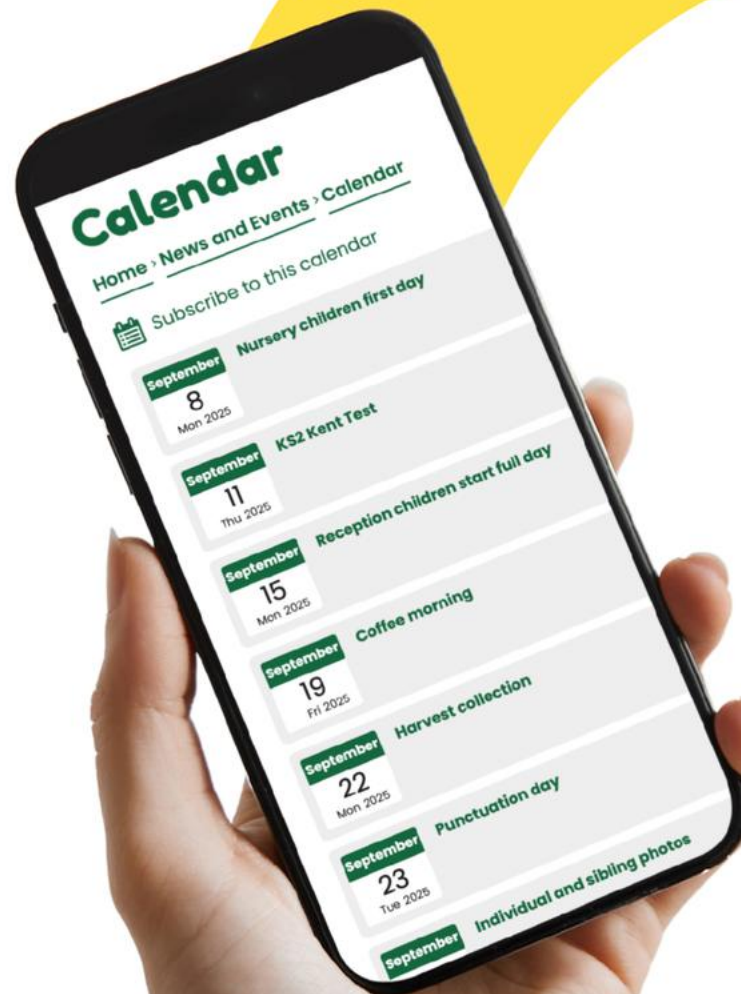 Calendar
Home › News and Events › Calendar
Subscribe to this calendar
September
8
Mon 2025
Nursery children first day
September
11
Thu 2025
KS2 Kent Test
September
15
Mon 2025
Reception children start full day
September
19
Fri 2025
Coffee morning
September
22
Mon 2025
Harvest collection
September
23
Tue 2025
Punctuation day
September
Individual and sibling photos